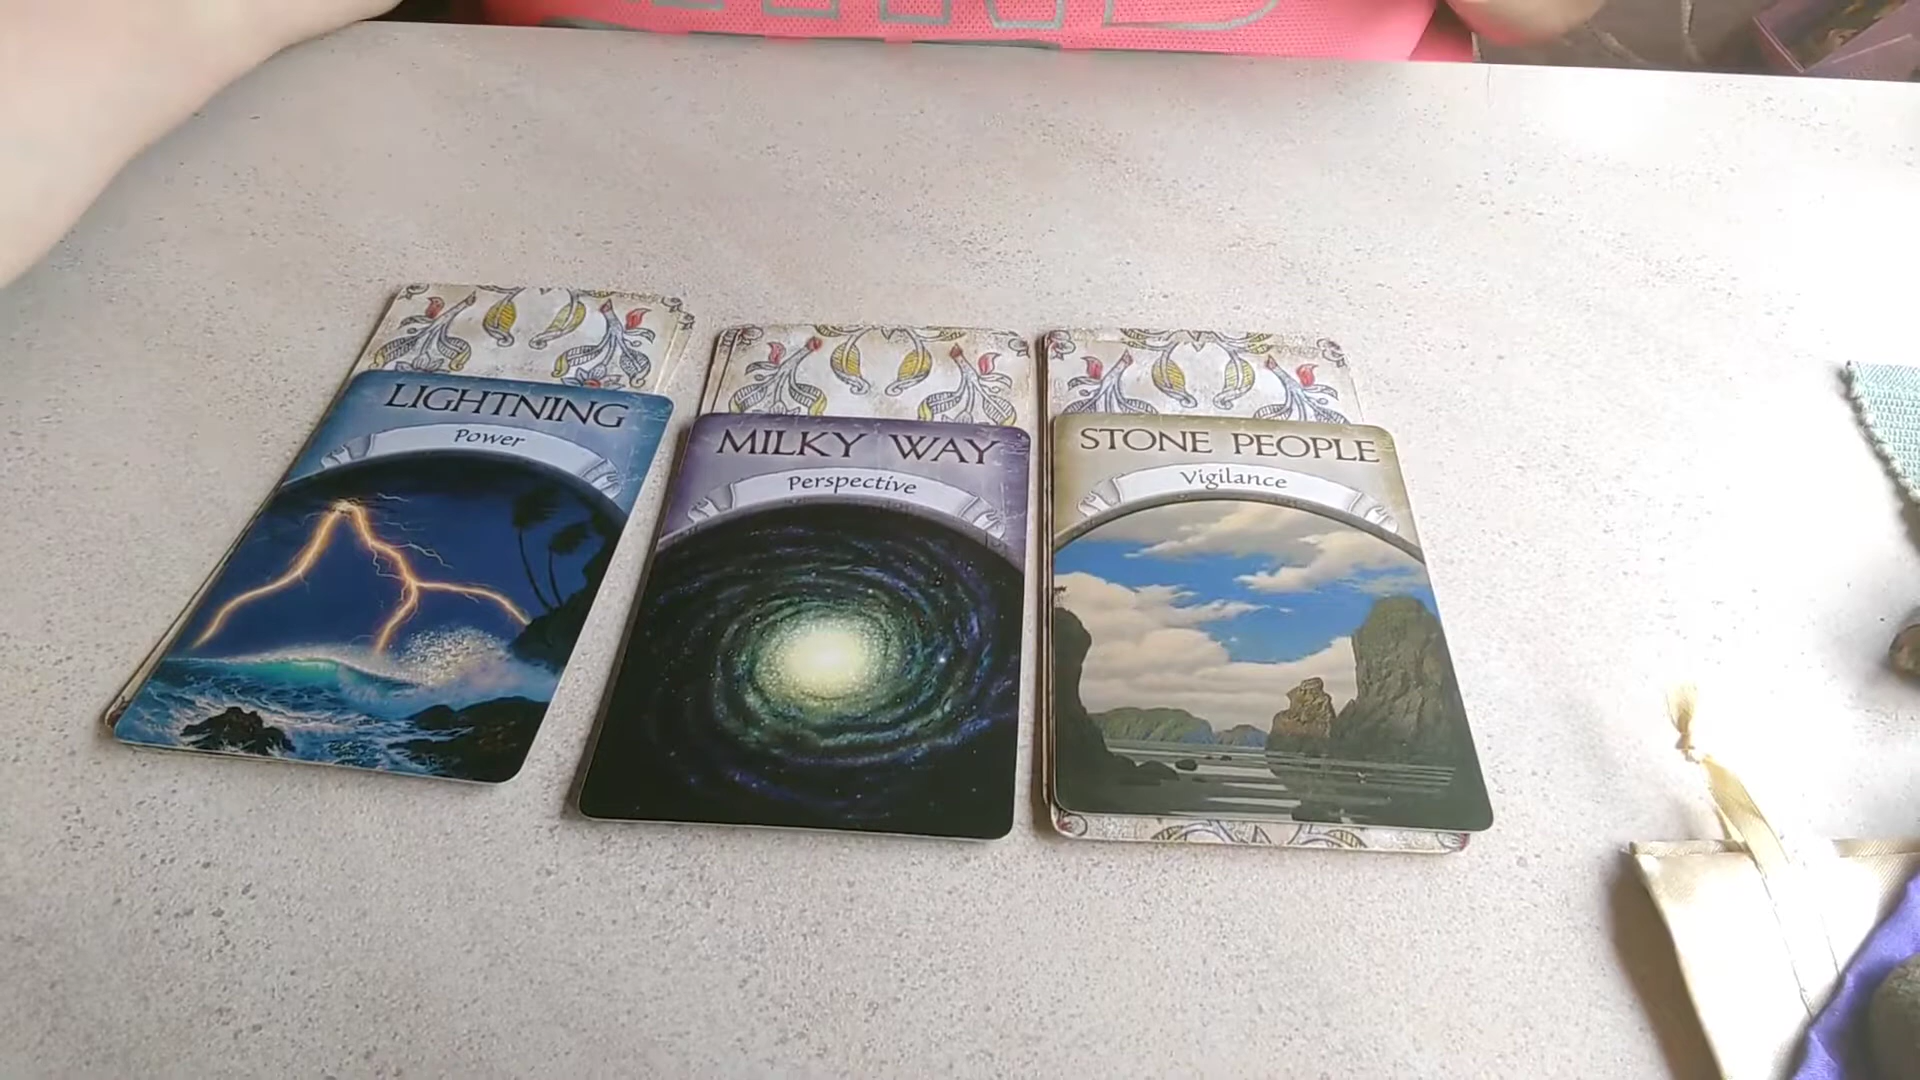 LIGHTNING
Power
MILKY WAY
Perspective
STONE PEOPLE
Vigilance